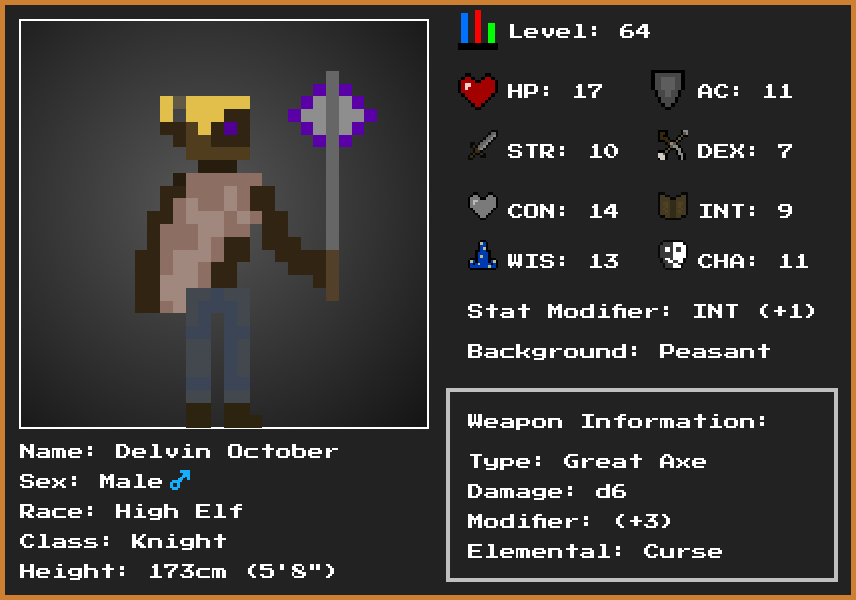 Level: 64
HP: 17 AC: 11
STR: 10 DEX: 7
CON: 14 INT: 9
WIS: 13 CHA: 11
Stat Modifier: INT (+1)
Background: Peasant
Weapon Information:
Type: Great Axe
Damage: d6
Modifier: (+3)
Elemental: Curse
Name: Delvin October
Sex: Male ♂
Race: High Elf
Class: Knight
Height: 173cm (5'8")